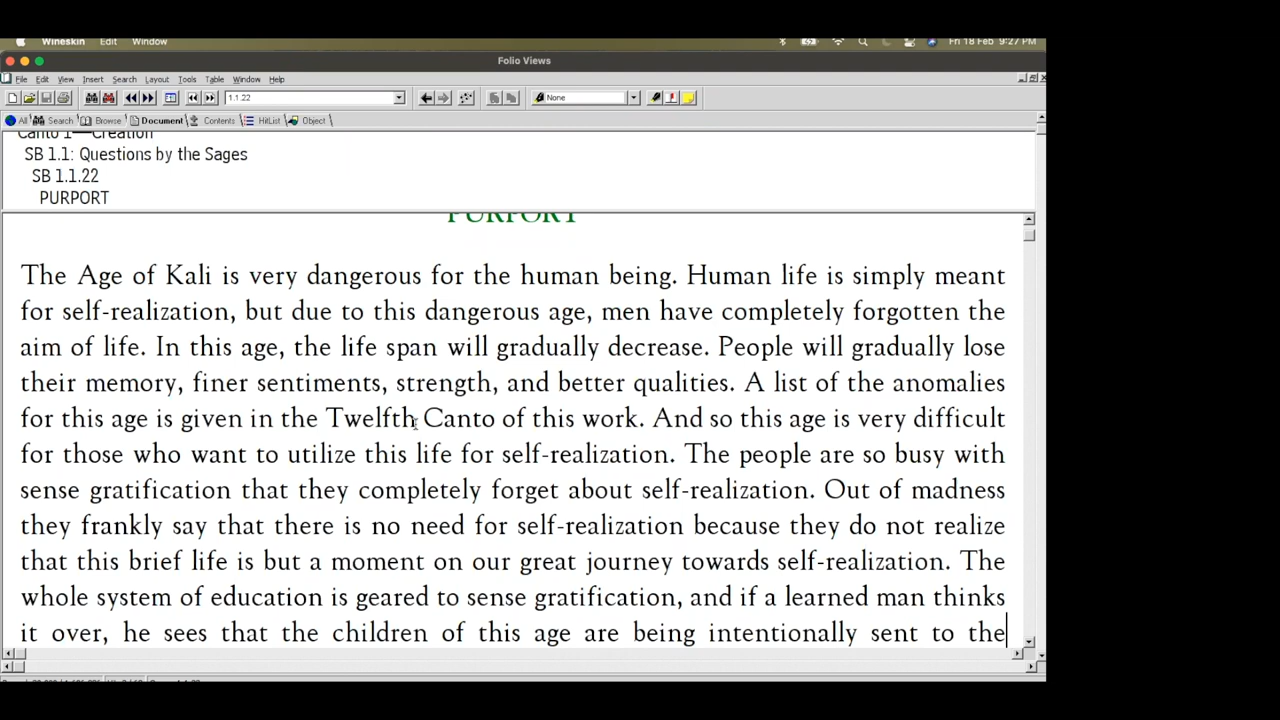 Wineskin Edit Window Fri 18 Feb 9:27 PM
Folio Views
File Edit View Insert Search Layout Tools Table Window Help
1.1.22 None
All Search Browse Document Contents HitList Object
Canto 1—Creation
SB 1.1: Questions by the Sages
SB 1.1.22
PURPORT
PURPORT
The Age of Kali is very dangerous for the human being. Human life is simply meant
for self-realization, but due to this dangerous age, men have completely forgotten the
aim of life. In this age, the life span will gradually decrease. People will gradually lose
their memory, finer sentiments, strength, and better qualities. A list of the anomalies
for this age is given in the Twelfth Canto of this work. And so this age is very difficult
for those who want to utilize this life for self-realization. The people are so busy with
sense gratification that they completely forget about self-realization. Out of madness
they frankly say that there is no need for self-realization because they do not realize
that this brief life is but a moment on our great journey towards self-realization. The
whole system of education is geared to sense gratification, and if a learned man thinks
it over, he sees that the children of this age are being intentionally sent to the